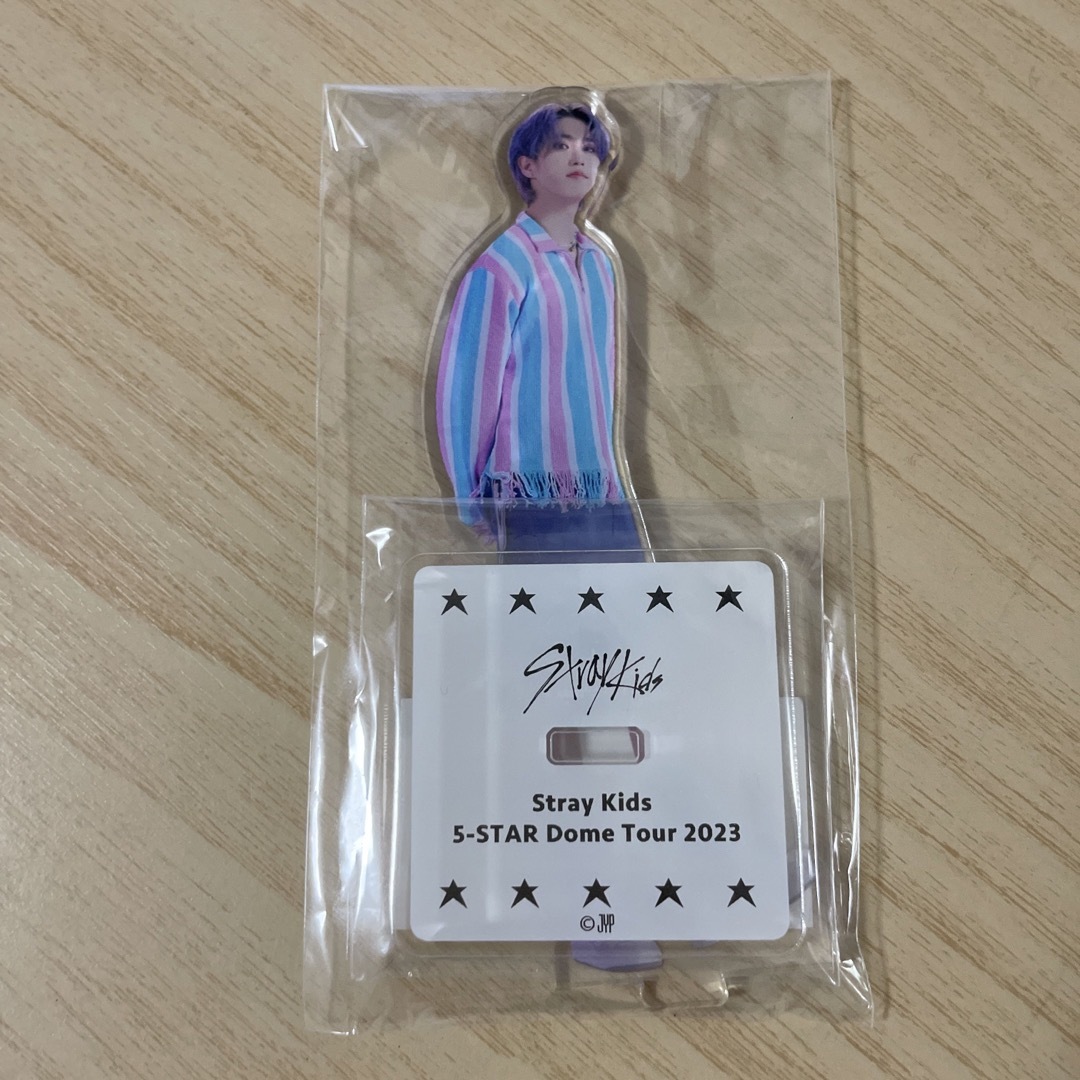 Stray Kids
Stray Kids
5-STAR Dome Tour 2023
© JYP